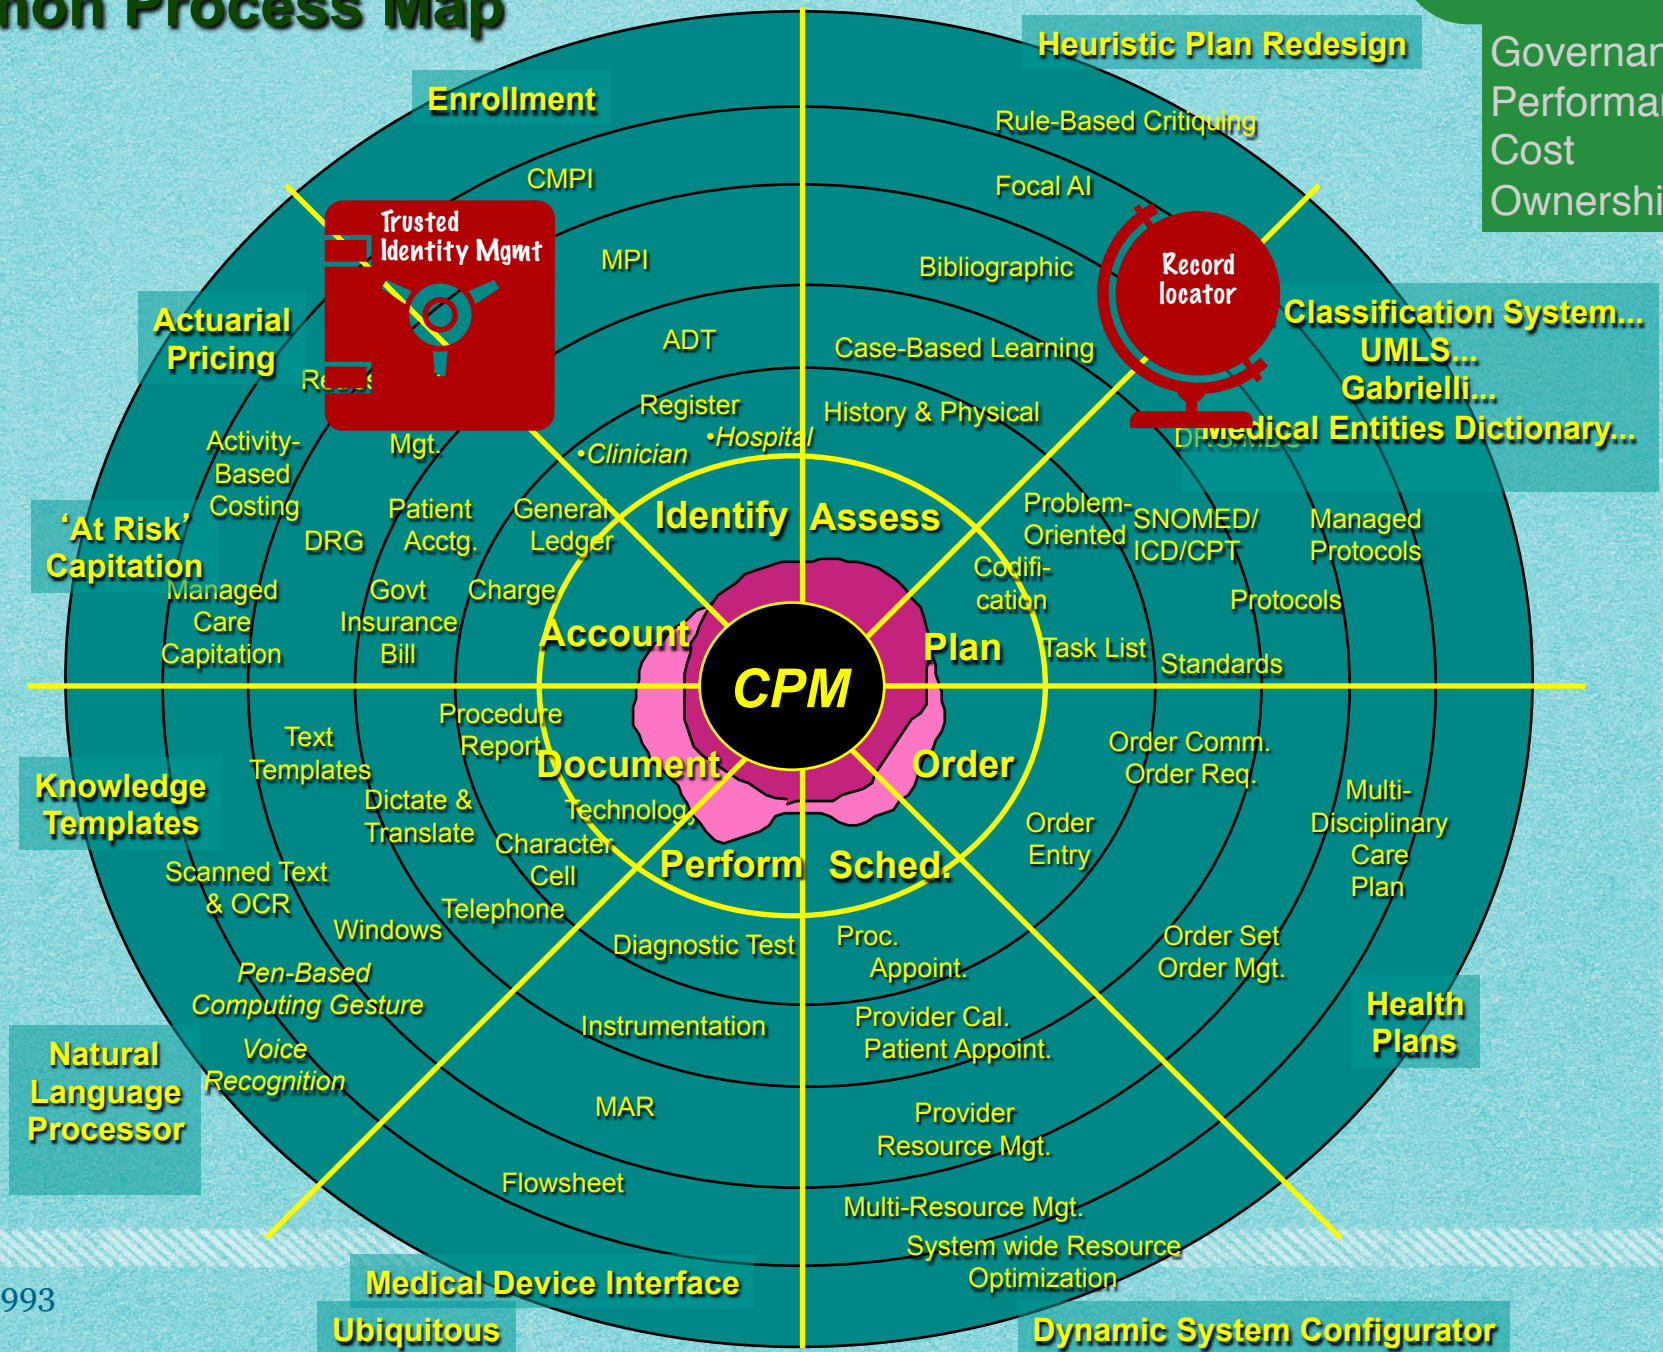 non Process Map
Heuristic Plan Redesign
Governan
Performan
Cost
Ownershi
Enrollment
Rule-Based Critiquing
CMPI
Focal AI
Trusted
Identity Mgmt
MPI
Bibliographic
Record
locator
Actuarial
Pricing
ADT
Case-Based Learning
Classification System...
UMLS...
Gabrielli...
Medical Entities Dictionary...
Register
•Hospital
•Clinician
History & Physical
Activity-
Based
Costing
Mgt.
'At Risk'
Capitation
DRG
Patient
Acctg.
General
Ledger
Identify
Assess
Problem-
Oriented
SNOMED/
ICD/CPT
Managed
Protocols
Managed
Care
Capitation
Govt
Insurance
Bill
Charge
Account
Codifi-
cation
Protocols
Plan
Task List
Standards
CPM
Procedure
Report
Text
Templates
Document
Order
Order Comm.
Order Req.
Knowledge
Templates
Dictate &
Translate
Technology
Character
Cell
Order
Entry
Multi-
Disciplinary
Care
Plan
Perform
Sched.
Scanned Text
& OCR
Telephone
Windows
Diagnostic Test
Proc.
Appoint.
Order Set
Order Mgt.
Pen-Based
Computing Gesture
Instrumentation
Provider Cal.
Patient Appoint.
Health
Plans
Natural
Language
Processor
Voice
Recognition
MAR
Provider
Resource Mgt.
Flowsheet
Multi-Resource Mgt.
System wide Resource
Optimization
Medical Device Interface
993
Ubiquitous
Dynamic System Configurator